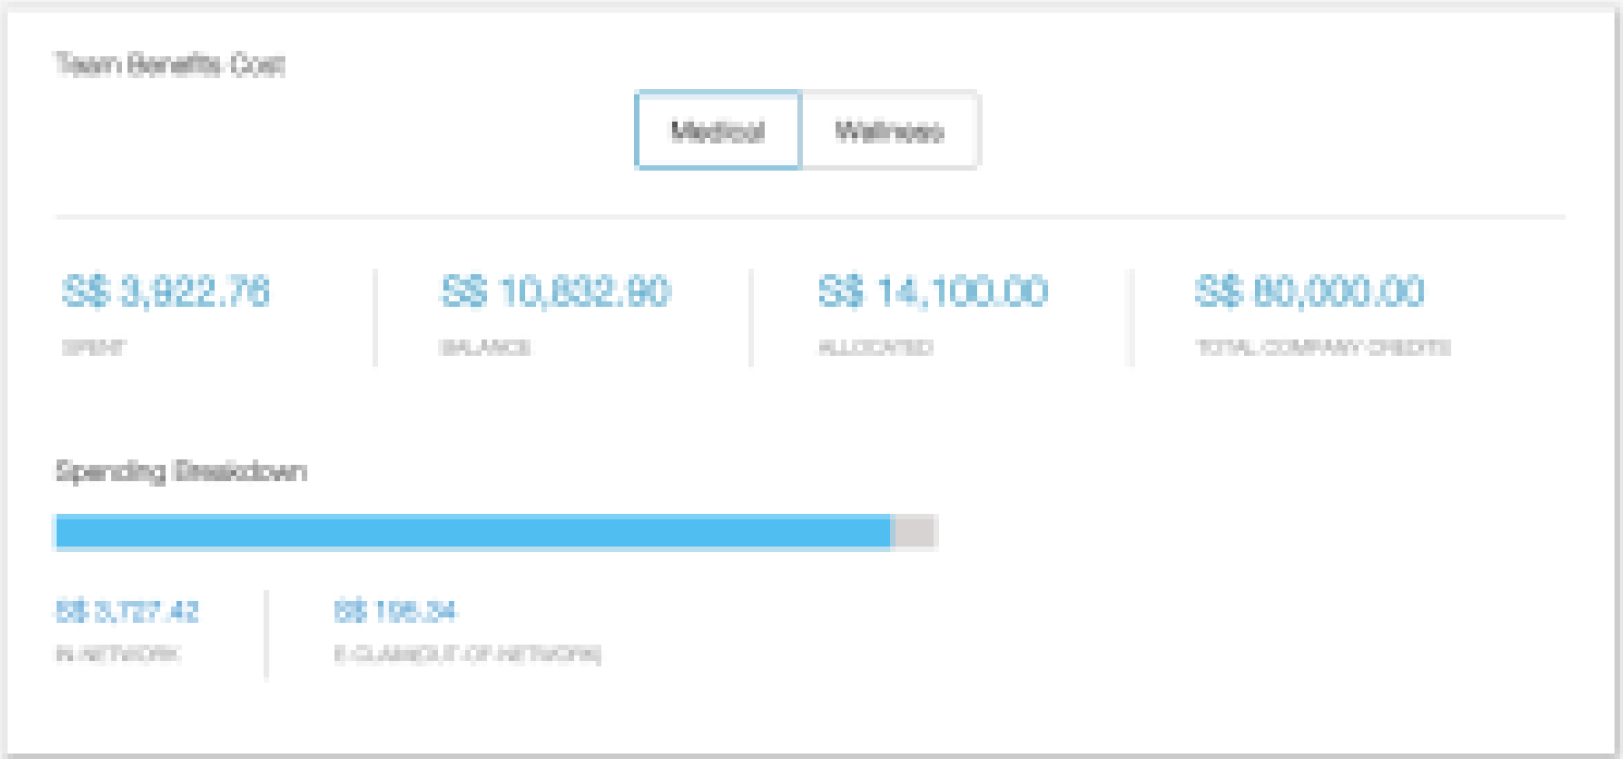 Team Benefits Cost
Medical Wellness
S$ 3,922.76 S$ 10,832.90 S$ 14,100.00 S$ 80,000.00
SPENT BALANCE ALLOCATED TOTAL COMPANY CREDITS
Spending Breakdown
S$ 3,727.42 S$ 195.34
IN-NETWORK E-CLAIM(OUT-OF-NETWORK)